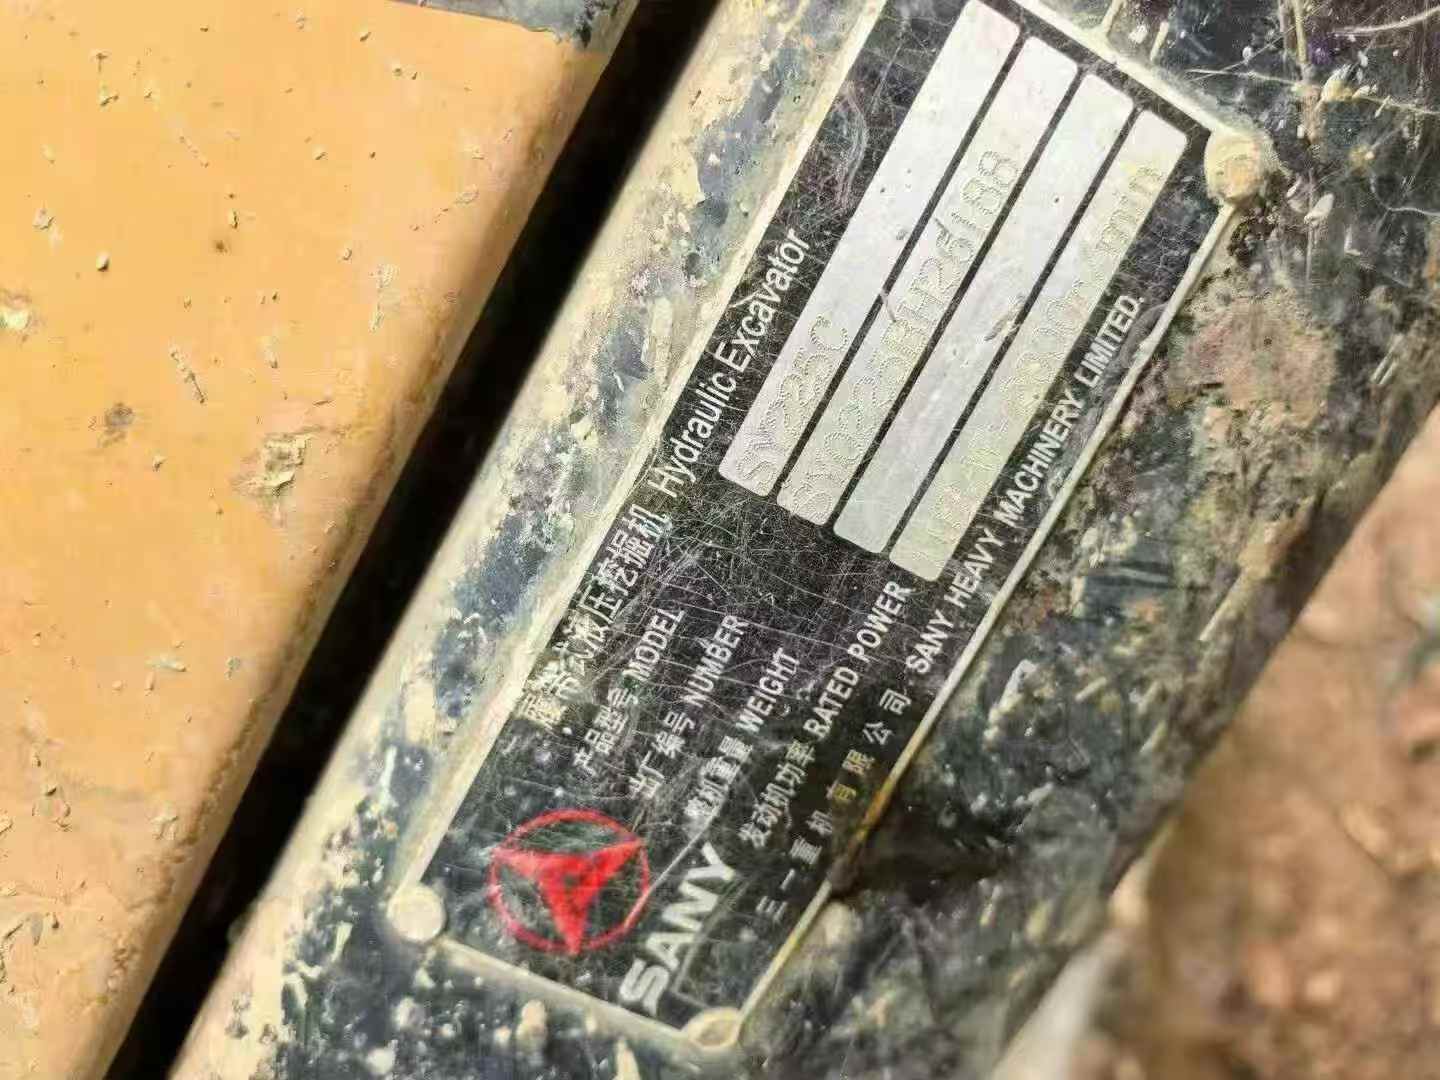 履带式液压挖掘机 Hydraulic Excavator
产品型号 MODEL SY225C
出厂编号 NUMBER
整机重量 WEIGHT
发动机功率 RATED POWER
三一重机有限公司 SANY HEAVY MACHINERY LIMITED.
SANY